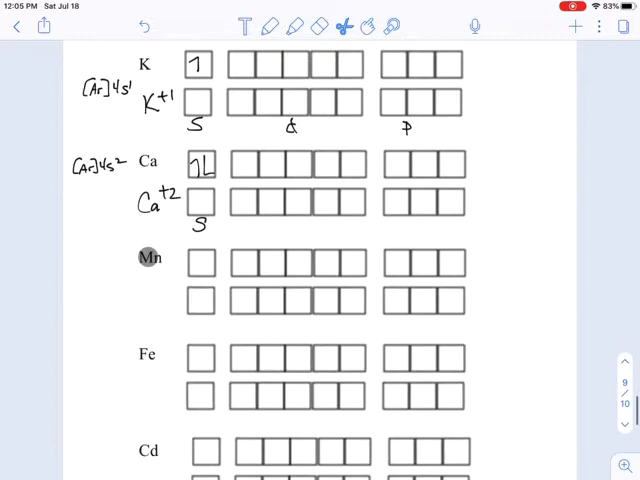 12:05 PM Sat Jul 18
83%
K
[Ar]4s¹
K⁺¹
S d P
[Ar]4s²
Ca
Ca⁺²
S
Mn
Fe
9
/
10
Cd